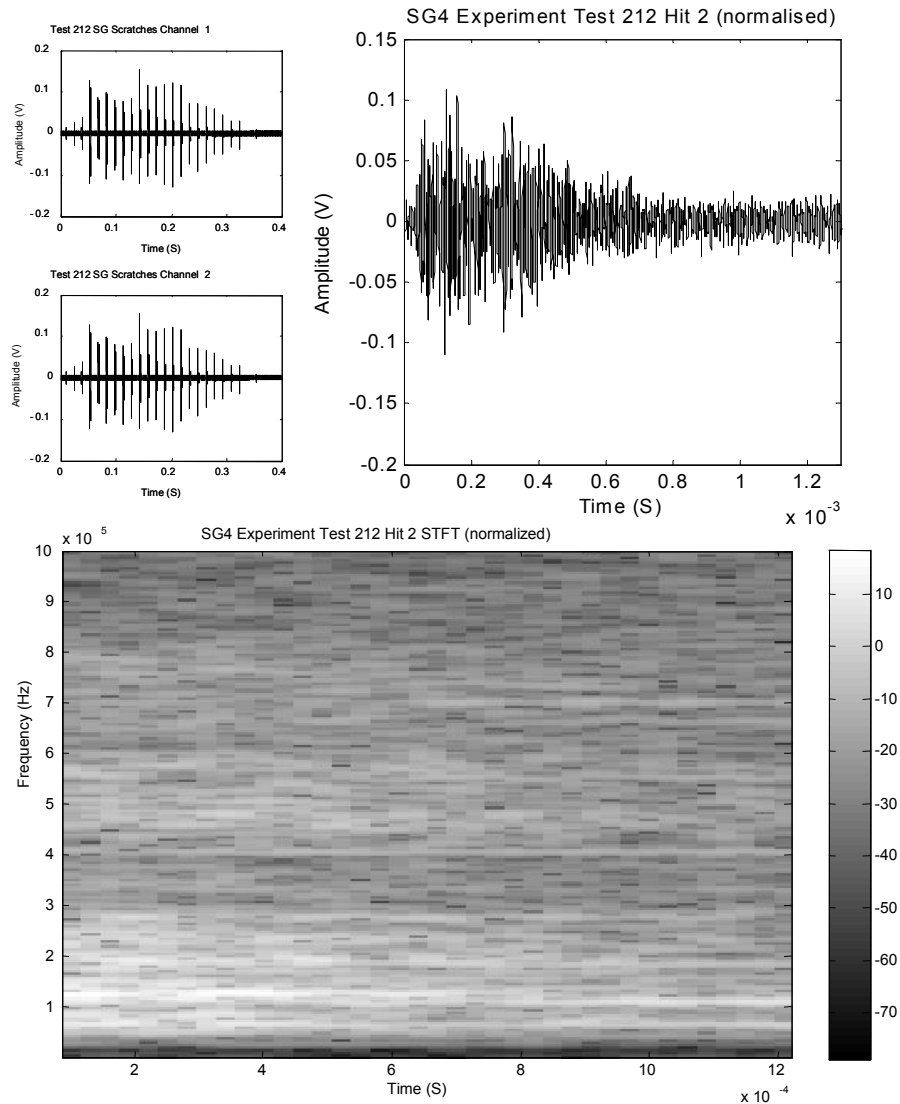 Test 212 SG Scratches Channel 1
0.2
0.1
0
-0.1
-0.2
Amplitude (V)
0 0.1 0.2 0.3 0.4
Time (S)
Test 212 SG Scratches Channel 2
0.2
0.1
0
-0.1
-0.2
Amplitude (V)
0 0.1 0.2 0.3 0.4
Time (S)
SG4 Experiment Test 212 Hit 2 (normalised)
0.15
0.1
0.05
0
-0.05
-0.1
-0.15
-0.2
Amplitude (V)
0 0.2 0.4 0.6 0.8 1 1.2
Time (S)
x 10-3
SG4 Experiment Test 212 Hit 2 STFT (normalized)
x 10 5
10
9
8
7
6
5
4
3
2
1
Frequency (Hz)
2 4 6 8 10 12
Time (S)
x 10 -4
10
0
-10
-20
-30
-40
-50
-60
-70